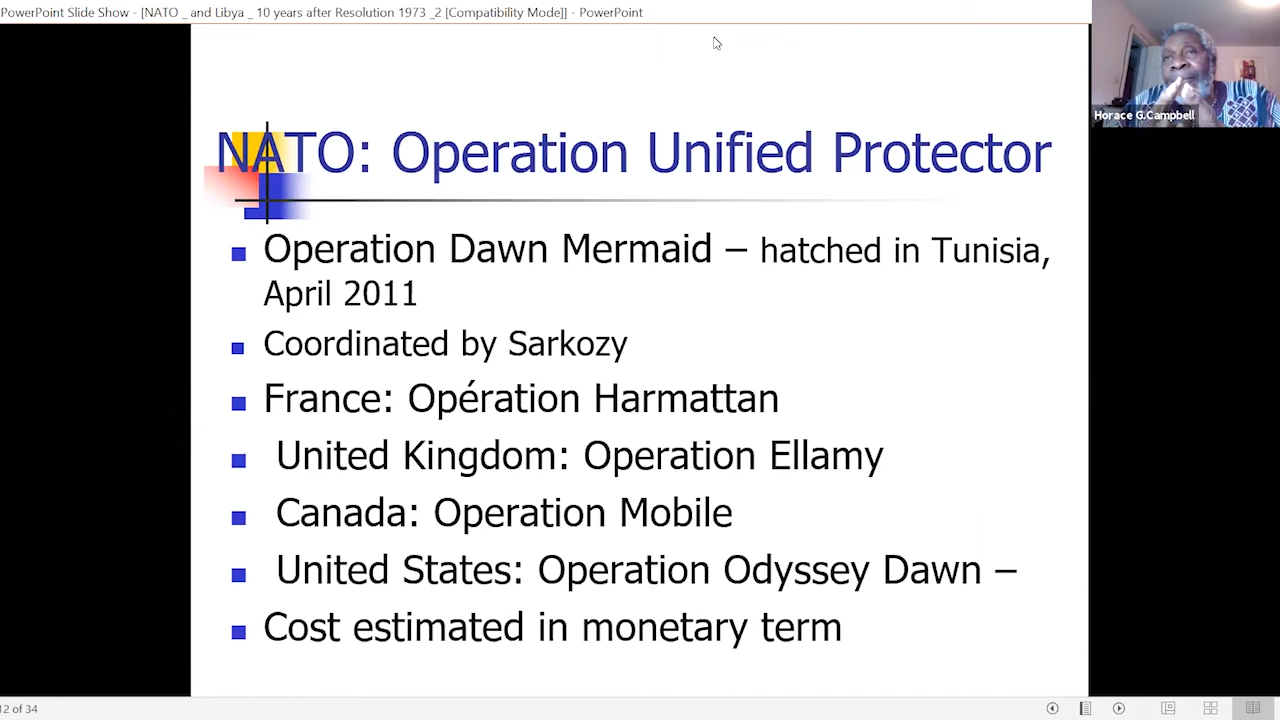 PowerPoint Slide Show - [NATO _ and Libya _ 10 years after Resolution 1973 _2 [Compatibility Mode]] - PowerPoint
Horace G.Campbell
NATO: Operation Unified Protector
Operation Dawn Mermaid – hatched in Tunisia,
April 2011
Coordinated by Sarkozy
France: Opération Harmattan
United Kingdom: Operation Ellamy
Canada: Operation Mobile
United States: Operation Odyssey Dawn –
Cost estimated in monetary term
12 of 34